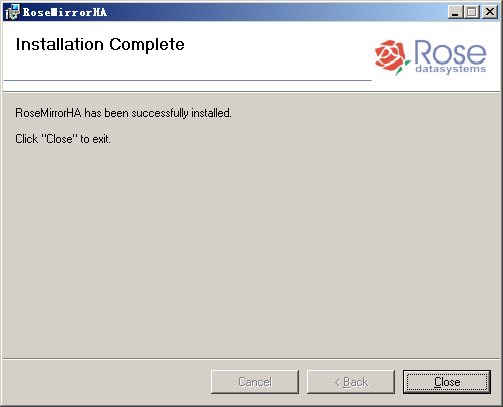 RoseMirrorHA
Installation Complete
Rose
datasystems
RoseMirrorHA has been successfully installed.
Click "Close" to exit.
Cancel
< Back
Close